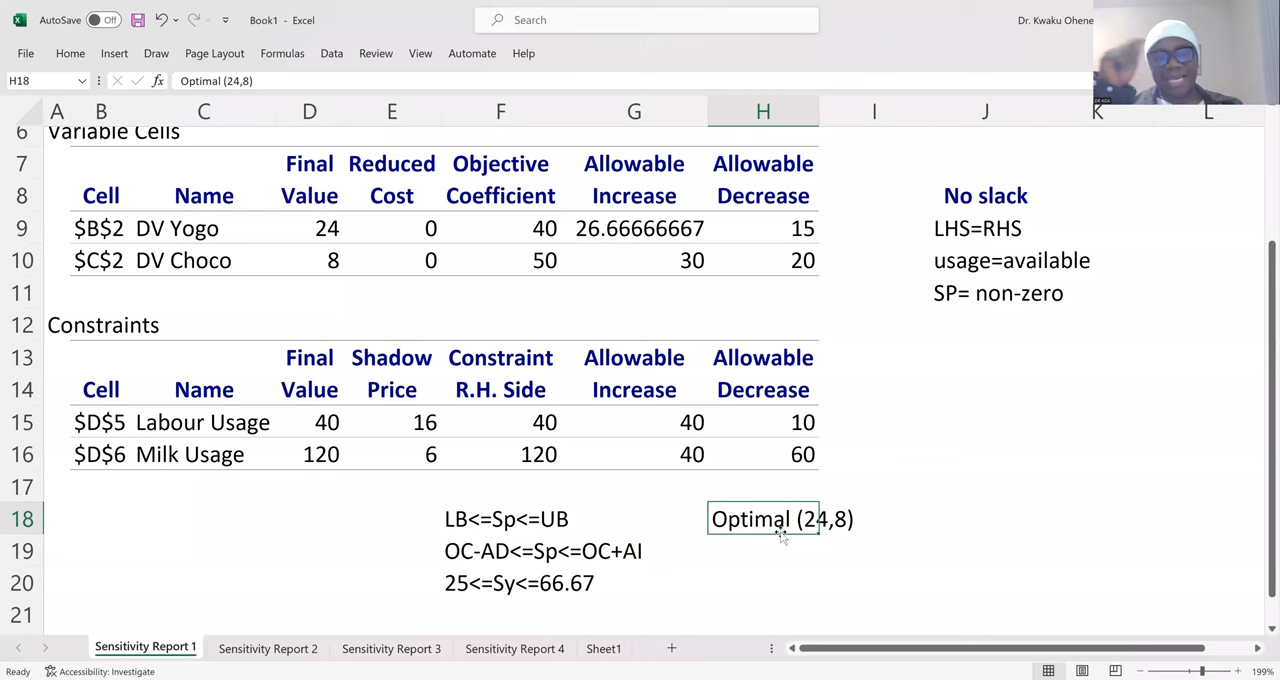 AutoSave Off Book1 - Excel Search Dr. Kwaku Ohene
File Home Insert Draw Page Layout Formulas Data Review View Automate Help
H18 fx Optimal (24,8)
A B C D E F G H I J K L
6 Variable Cells
7 Final Reduced Objective Allowable Allowable
8 Cell Name Value Cost Coefficient Increase Decrease No slack
9 $B$2 DV Yogo 24 0 40 26.66666667 15 LHS=RHS
10 $C$2 DV Choco 8 0 50 30 20 usage=available
11 SP= non-zero
12 Constraints
13 Final Shadow Constraint Allowable Allowable
14 Cell Name Value Price R.H. Side Increase Decrease
15 $D$5 Labour Usage 40 16 40 40 10
16 $D$6 Milk Usage 120 6 120 40 60
17
18 LB<=Sp<=UB Optimal (24,8)
19 OC-AD<=Sp<=OC+AI
20 25<=Sy<=66.67
21
Sensitivity Report 1 Sensitivity Report 2 Sensitivity Report 3 Sensitivity Report 4 Sheet1
Ready Accessibility: Investigate 199%